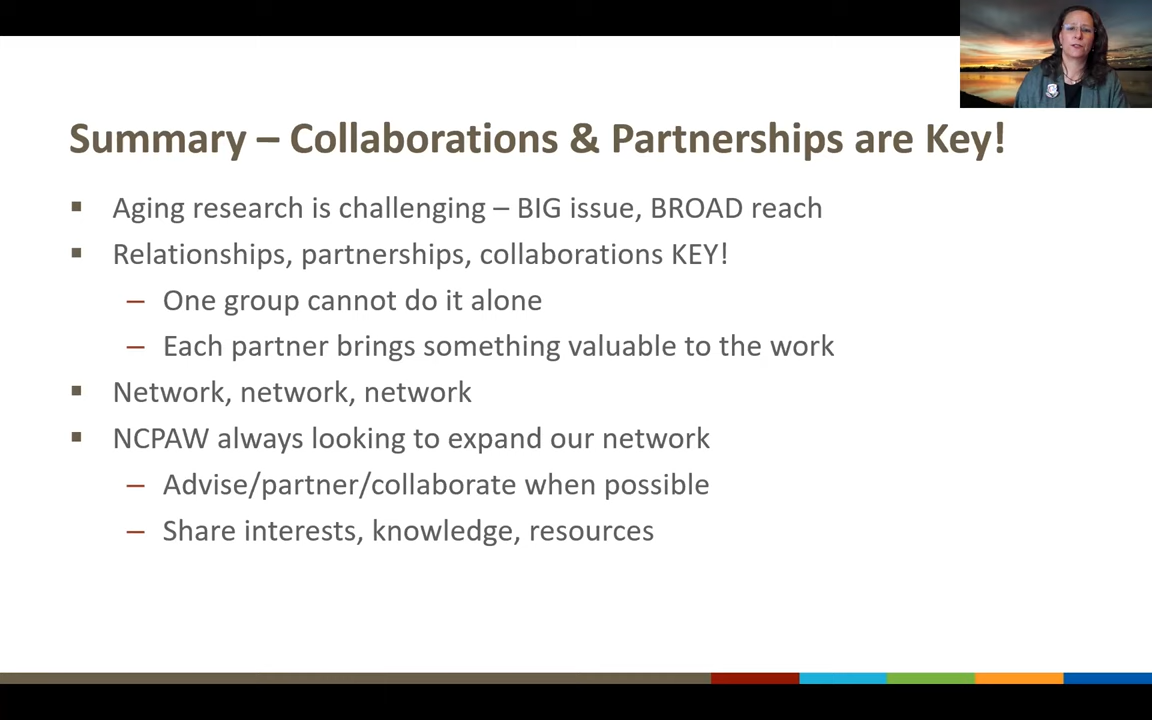 Summary – Collaborations & Partnerships are Key!
▪ Aging research is challenging – BIG issue, BROAD reach
▪ Relationships, partnerships, collaborations KEY!
– One group cannot do it alone
– Each partner brings something valuable to the work
▪ Network, network, network
▪ NCPAW always looking to expand our network
– Advise/partner/collaborate when possible
– Share interests, knowledge, resources